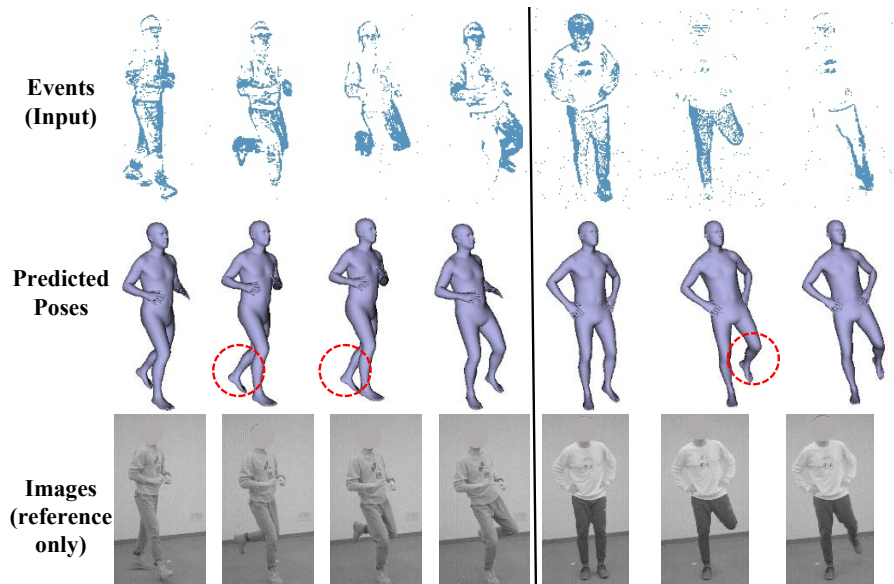 Events
(Input)
Predicted
Poses
Images
(reference
only)